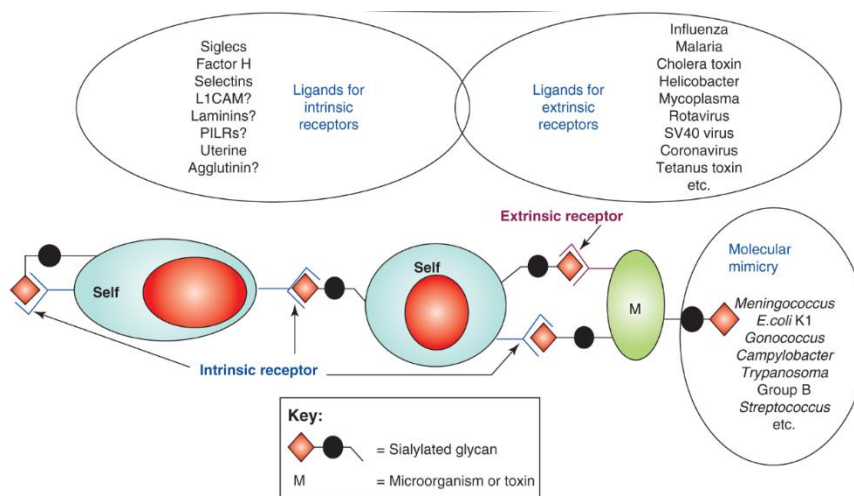 Siglecs
Factor H
Selectins
L1CAM?
Laminins?
PILRs?
Uterine
Agglutinin?
Ligands for
intrinsic
receptors
Ligands for
extrinsic
receptors
Influenza
Malaria
Cholera toxin
Helicobacter
Mycoplasma
Rotavirus
SV40 virus
Coronavirus
Tetanus toxin
etc.
Extrinsic receptor
Self
Self
M
Intrinsic receptor
Molecular
mimicry
Meningococcus
E.coli K1
Gonococcus
Campylobacter
Trypanosoma
Group B
Streptococcus
etc.
Key:
= Sialylated glycan
M = Microorganism or toxin